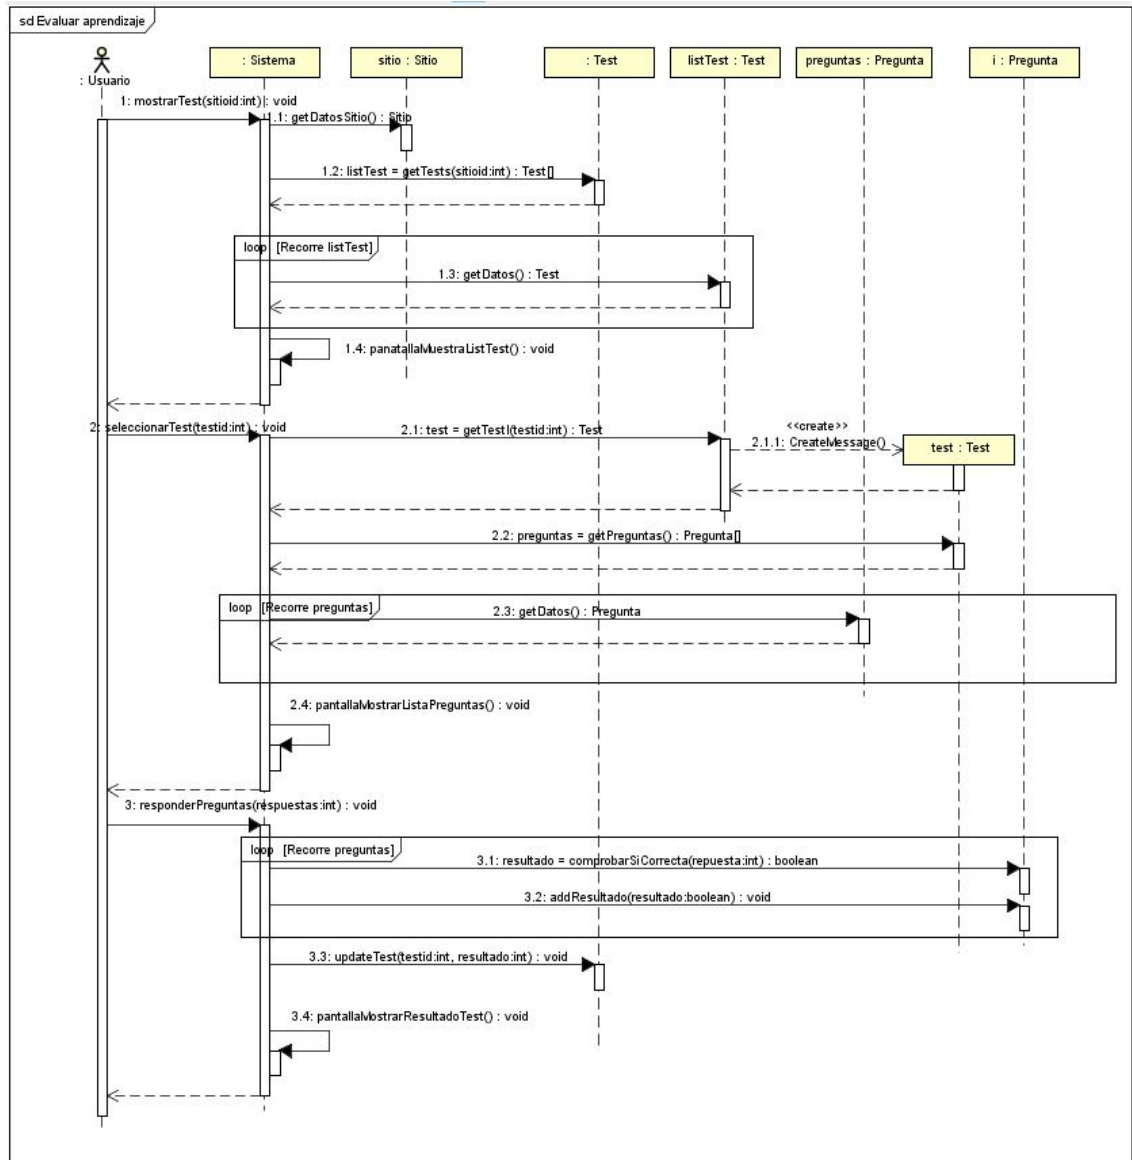 sd Evaluar aprendizaje
: Usuario
: Sistema
sitio : Sitio
: Test
listTest : Test
preguntas : Pregunta
i : Pregunta
1: mostrarTest(sitioid:int) : void
1.1: getDatosSitio() : Sitio
1.2: listTest = getTests(sitioid:int) : Test[]
loop [Recorre listTest]
1.3: getDatos() : Test
1.4: panatallaMuestraListTest() : void
2: seleccionarTest(testid:int) : void
2.1: test = getTestI(testid:int) : Test
<<create>>
2.1.1: CreateMessage()
test : Test
2.2: preguntas = getPreguntas() : Pregunta[]
loop [Recorre preguntas]
2.3: getDatos() : Pregunta
2.4: pantallaMostrarListaPreguntas() : void
3: responderPreguntas(respuestas:int) : void
loop [Recorre preguntas]
3.1: resultado = comprobarSiCorrecta(repuesta:int) : boolean
3.2: addResultado(resultado:boolean) : void
3.3: updateTest(testid:int, resultado:int) : void
3.4: pantallaMostrarResultadoTest() : void